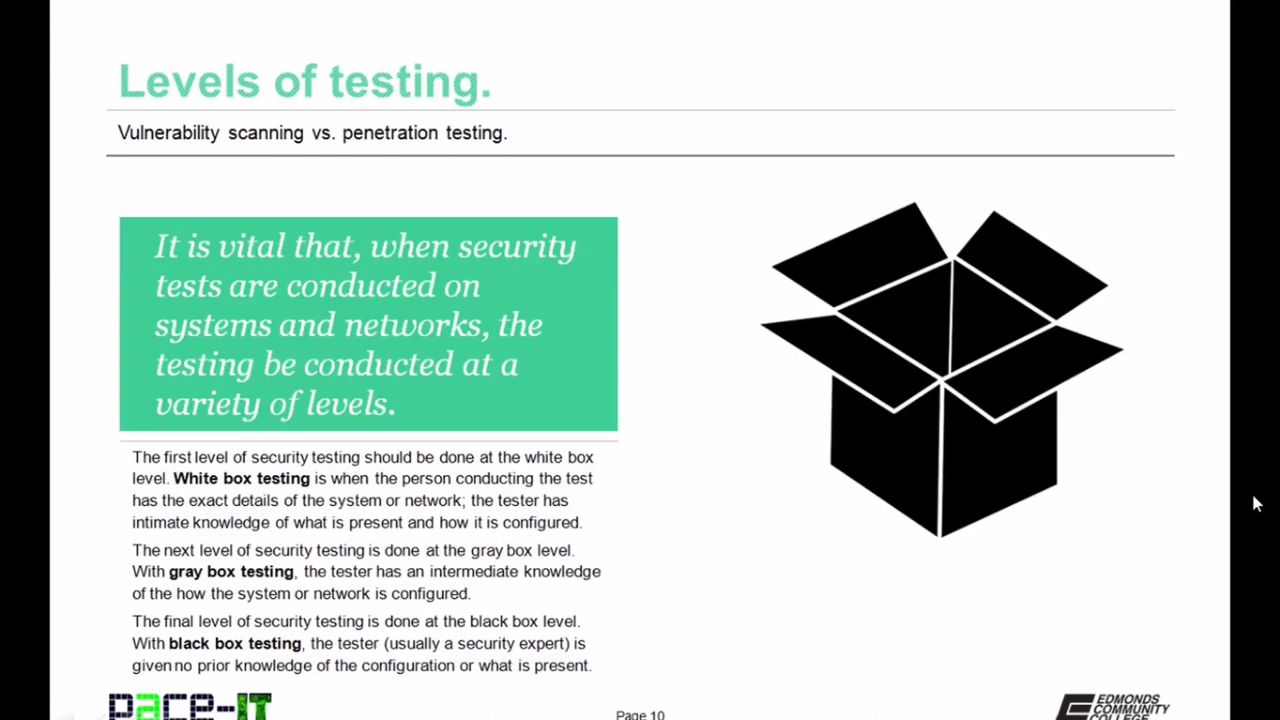 Levels of testing.
Vulnerability scanning vs. penetration testing.
It is vital that, when security
tests are conducted on
systems and networks, the
testing be conducted at a
variety of levels.
The first level of security testing should be done at the white box
level. White box testing is when the person conducting the test
has the exact details of the system or network; the tester has
intimate knowledge of what is present and how it is configured.
The next level of security testing is done at the gray box level.
With gray box testing, the tester has an intermediate knowledge
of the how the system or network is configured.
The final level of security testing is done at the black box level.
With black box testing, the tester (usually a security expert) is
given no prior knowledge of the configuration or what is present.
PACE-IT
Page 10
EDMONDS
COMMUNITY
COLLEGE